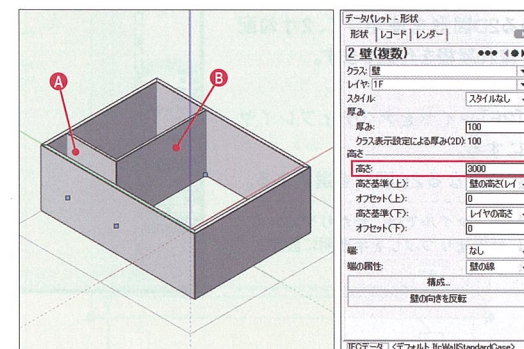 A
B
データパレット - 形状
形状 レコード レンダー
2 壁(複数)
クラス: 壁
レイヤ: 1F
スタイル: スタイルなし
厚み
厚み: 100
クラス表示設定による厚み(2D): 100
高さ
高さ: 3000
高さ基準(上): 壁の高さ(レイ
オフセット(上): 0
高さ基準(下): レイヤの高さ
オフセット(下): 0
端: なし
端の属性: 壁の線
構成...
壁の向きを反転
IFCデータ <デフォルト IfcWallStandardCase>